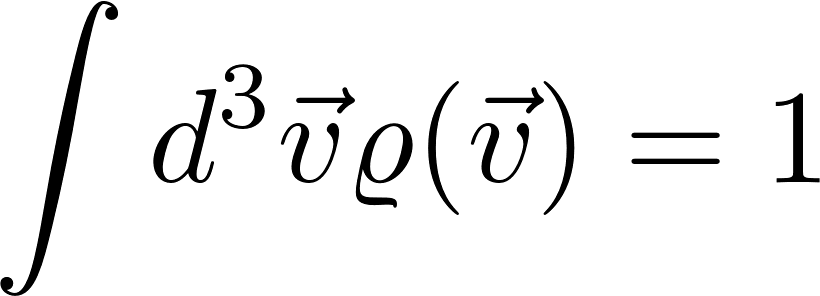 ∫ d³v⃗ϱ(v⃗) = 1